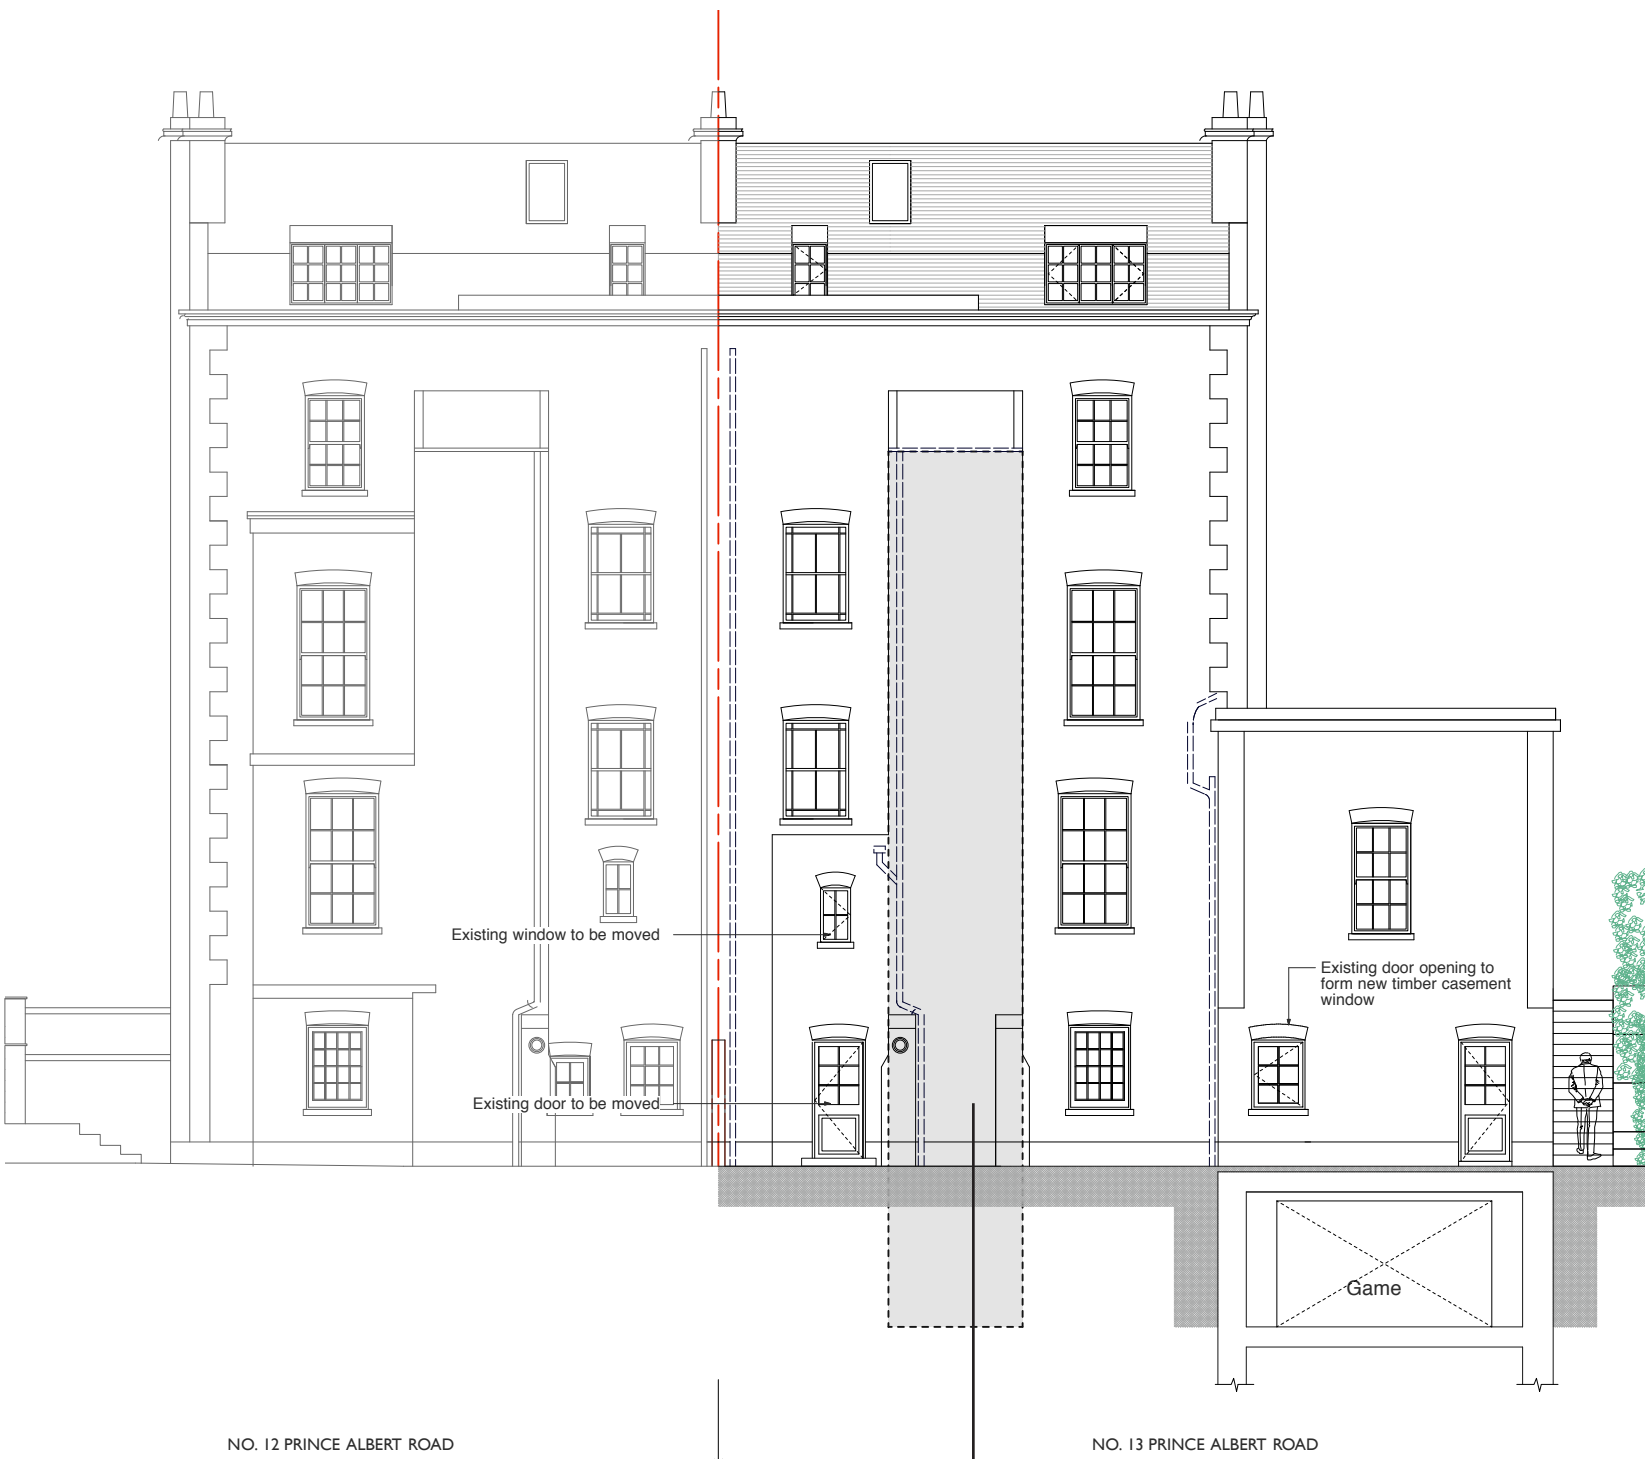 Existing window to be moved
Existing door opening to
form new timber casement
window
Existing door to be moved
Game
NO. 12 PRINCE ALBERT ROAD
NO. 13 PRINCE ALBERT ROAD